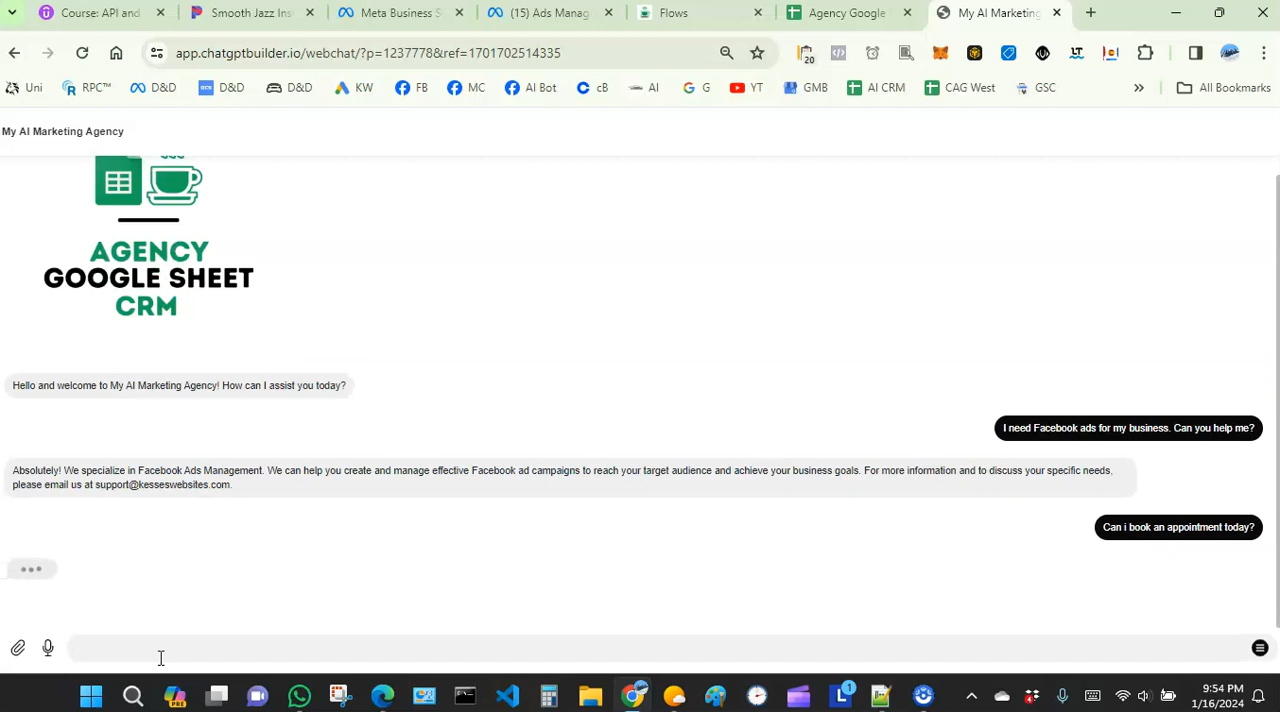 Course: API and
Smooth Jazz Ins
Meta Business S
(15) Ads Manag
Flows
Agency Google
My AI Marketing
app.chatgptbuilder.io/webchat/?p=1237778&ref=1701702514335
20
LT
Uni
RPC™
D&D
GCC
D&D
D&D
KW
FB
MC
AI Bot
cB
AI
G
YT
GMB
AI CRM
CAG West
GSC
All Bookmarks
My AI Marketing Agency
AGENCY
GOOGLE SHEET
CRM
Hello and welcome to My AI Marketing Agency! How can I assist you today?
I need Facebook ads for my business. Can you help me?
Absolutely! We specialize in Facebook Ads Management. We can help you create and manage effective Facebook ad campaigns to reach your target audience and achieve your business goals. For more information and to discuss your specific needs,
please email us at support@kesseswebsites.com.
Can i book an appointment today?
PRE
L
1
9:54 PM
1/16/2024